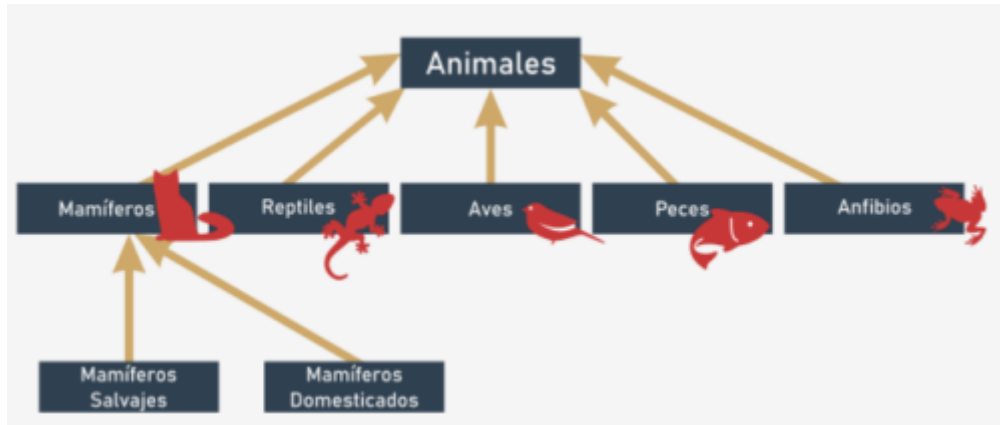 Animales
Mamíferos
Reptiles
Aves
Peces
Anfibios
Mamíferos
Salvajes
Mamíferos
Domesticados